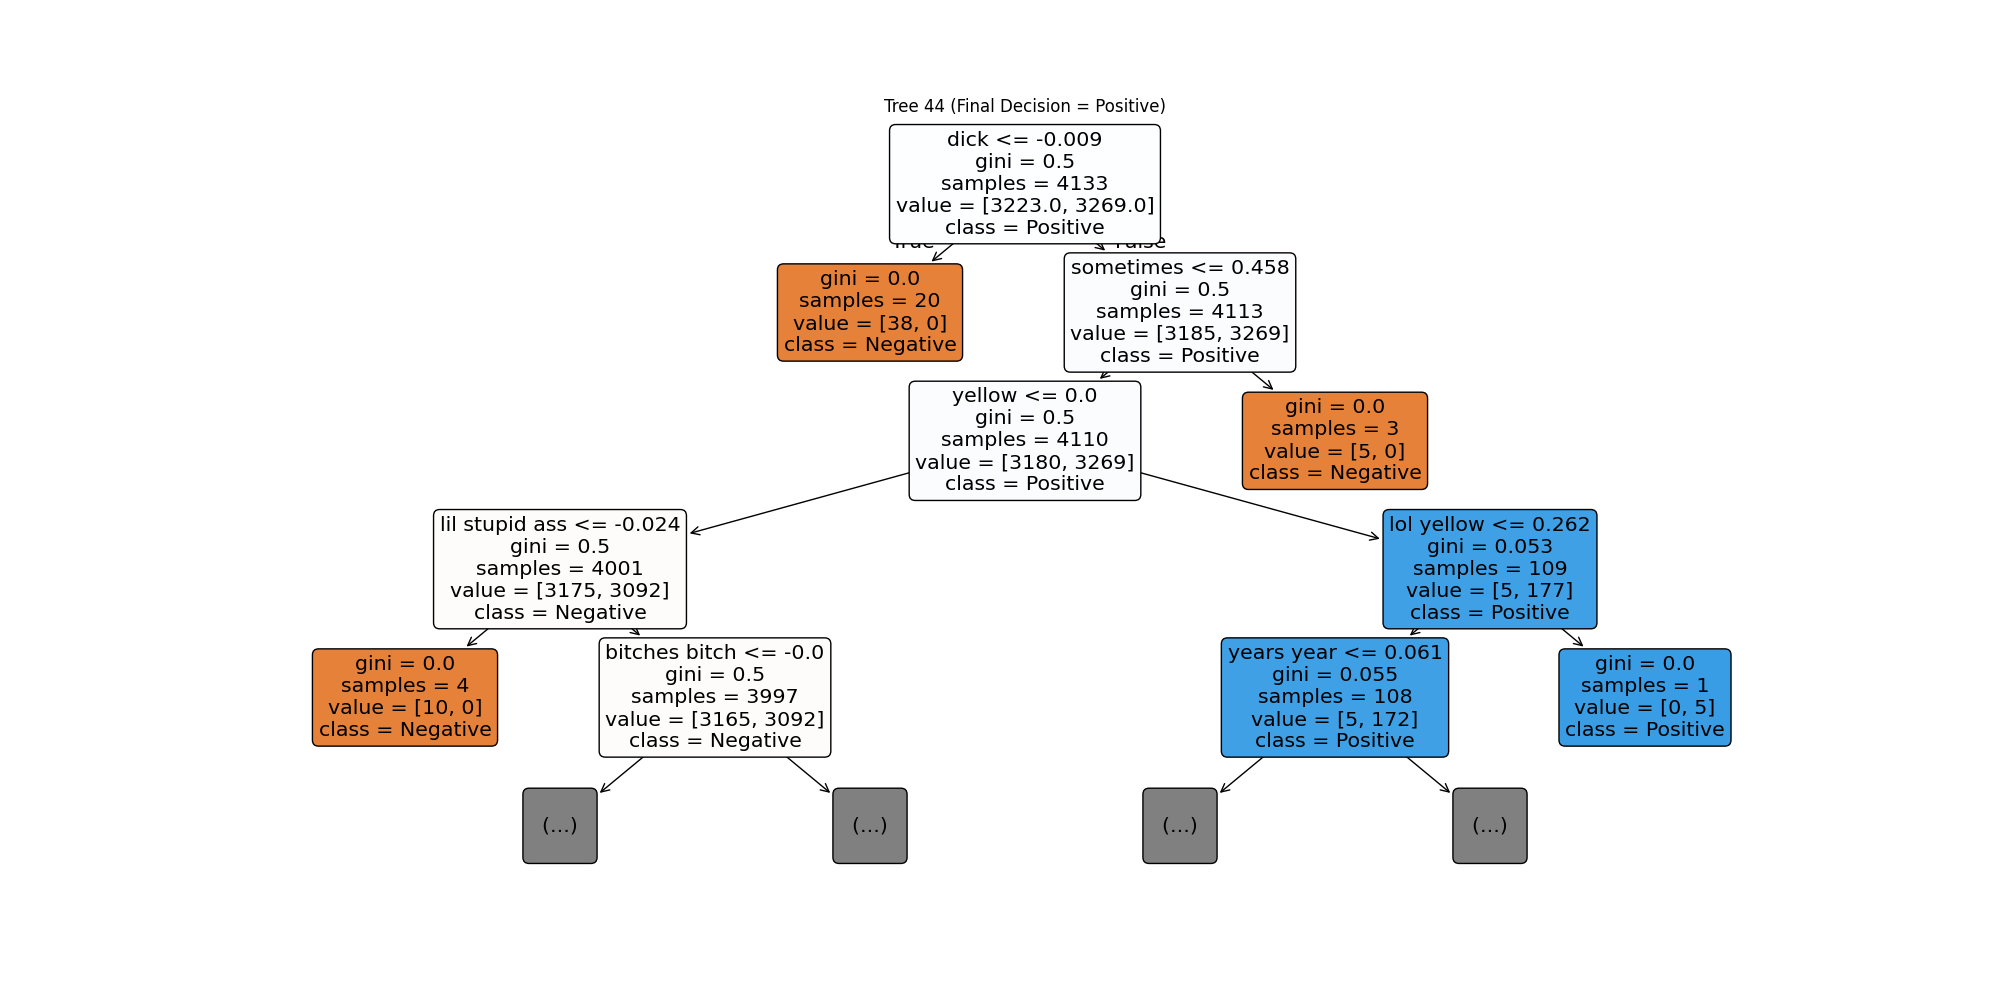 Tree 44 (Final Decision = Positive)
dick <= -0.009
gini = 0.5
samples = 4133
value = [3223.0, 3269.0]
class = Positive
True
False
gini = 0.0
samples = 20
value = [38, 0]
class = Negative
sometimes <= 0.458
gini = 0.5
samples = 4113
value = [3185, 3269]
class = Positive
yellow <= 0.0
gini = 0.5
samples = 4110
value = [3180, 3269]
class = Positive
gini = 0.0
samples = 3
value = [5, 0]
class = Negative
lil stupid ass <= -0.024
gini = 0.5
samples = 4001
value = [3175, 3092]
class = Negative
lol yellow <= 0.262
gini = 0.053
samples = 109
value = [5, 177]
class = Positive
gini = 0.0
samples = 4
value = [10, 0]
class = Negative
bitches bitch <= -0.0
gini = 0.5
samples = 3997
value = [3165, 3092]
class = Negative
years year <= 0.061
gini = 0.055
samples = 108
value = [5, 172]
class = Positive
gini = 0.0
samples = 1
value = [0, 5]
class = Positive
(...)
(...)
(...)
(...)